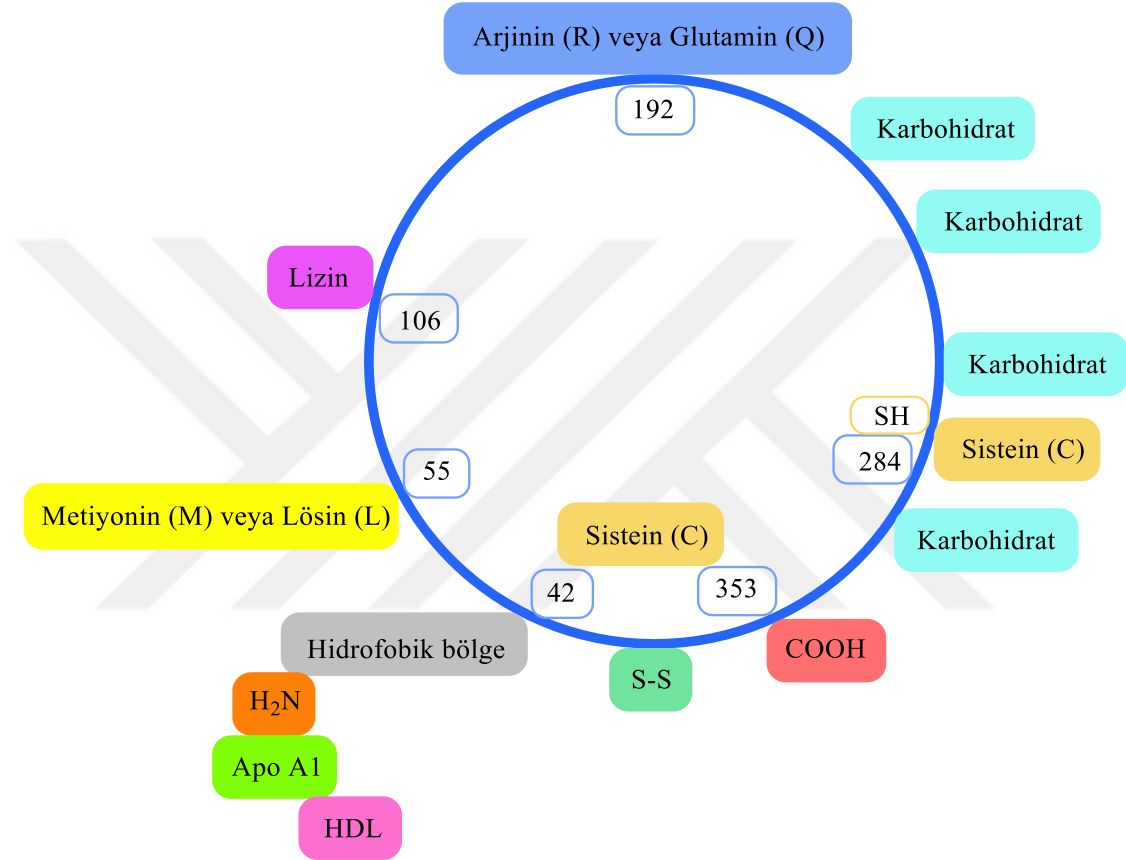 Arjinin (R) veya Glutamin (Q)
192
Karbohidrat
Karbohidrat
Lizin
106
Karbohidrat
SH
284
Sistein (C)
55
Metiyonin (M) veya Lösin (L)
Sistein (C)
Karbohidrat
42
353
Hidrofobik bölge
S-S
COOH
H₂N
Apo A1
HDL